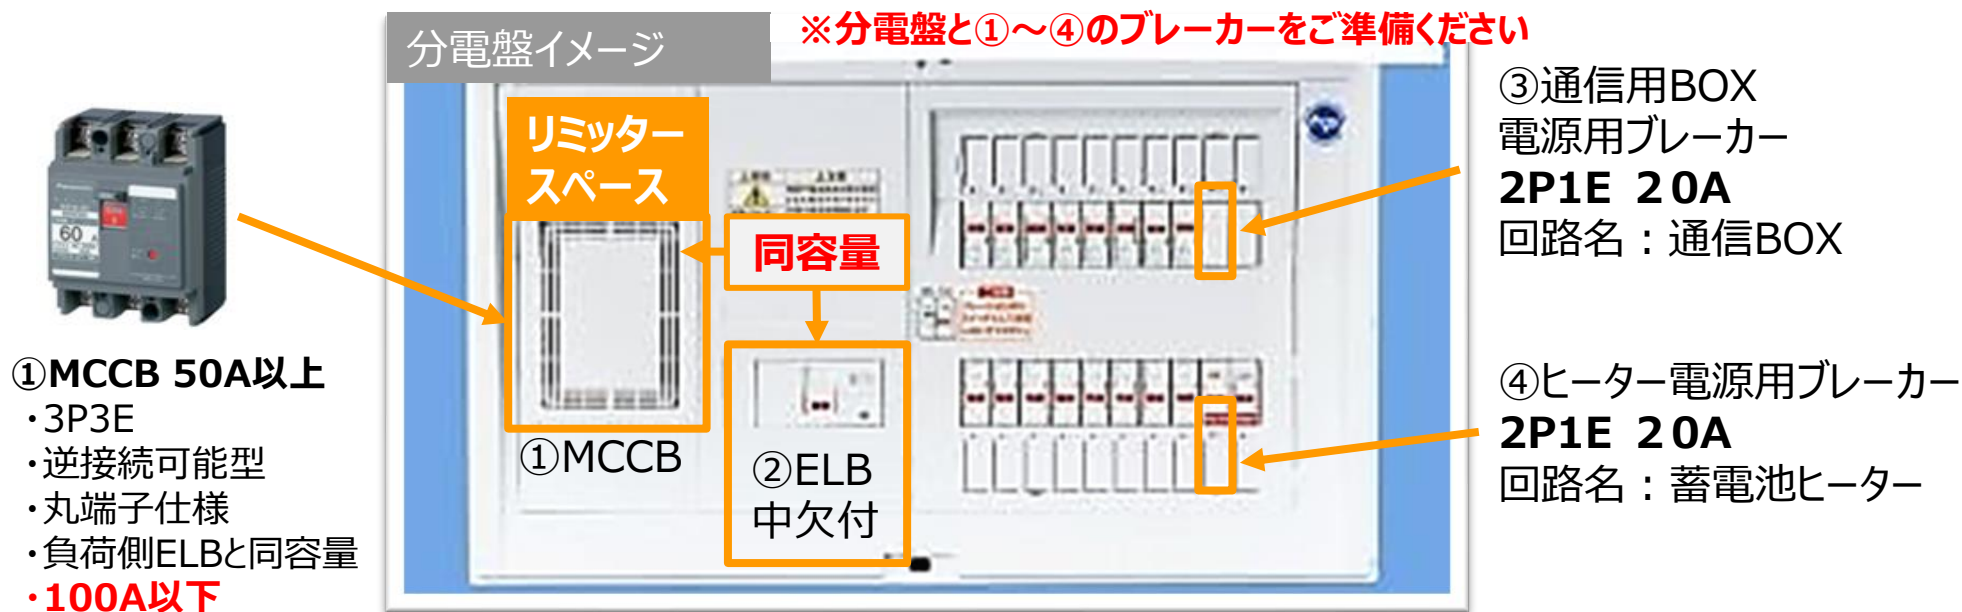 分電盤イメージ
※分電盤と①～④のブレーカーをご準備ください
リミッター
スペース
同容量
60 A
①MCCB 50A以上
・3P3E
・逆接続可能型
・丸端子仕様
・負荷側ELBと同容量
・100A以下
①MCCB
②ELB
中欠付
③通信用BOX
電源用ブレーカー
2P1E 20A
回路名：通信BOX
④ヒーター電源用ブレーカー
2P1E 20A
回路名：蓄電池ヒーター